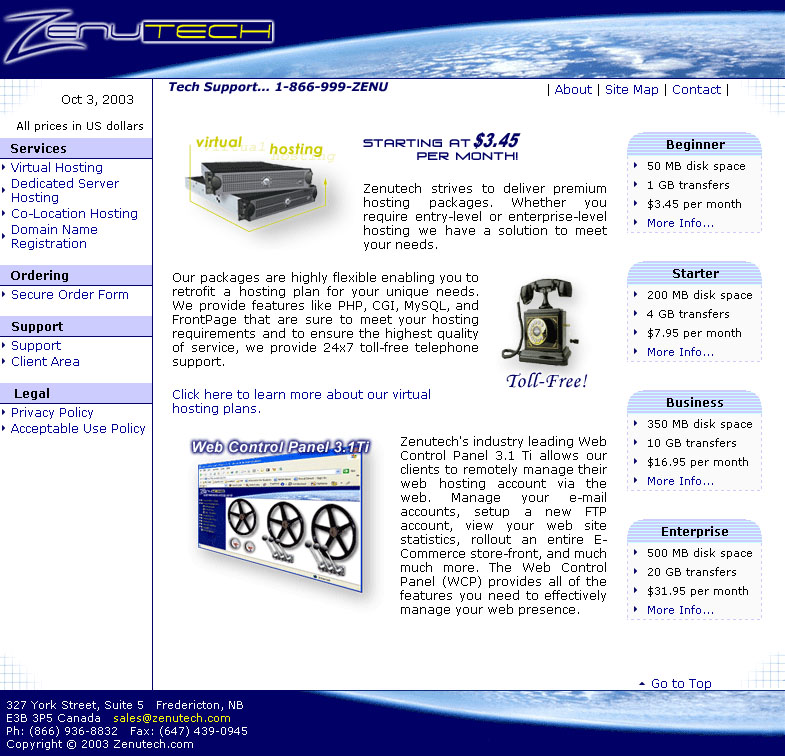 ZENUTECH
Tech Support... 1-866-999-ZENU
| About | Site Map | Contact |
Oct 3, 2003
All prices in US dollars
Services
Virtual Hosting
Dedicated Server
Hosting
Co-Location Hosting
Domain Name
Registration
Ordering
Secure Order Form
Support
Support
Client Area
Legal
Privacy Policy
Acceptable Use Policy
virtual hosting
STARTING AT $3.45
PER MONTH!
Zenutech strives to deliver premium
hosting packages. Whether you
require entry-level or enterprise-level
hosting we have a solution to meet
your needs.
Our packages are highly flexible enabling you to
retrofit a hosting plan for your unique needs.
We provide features like PHP, CGI, MySQL, and
FrontPage that are sure to meet your hosting
requirements and to ensure the highest quality
of service, we provide 24x7 toll-free telephone
support.
Toll-Free!
Click here to learn more about our virtual
hosting plans.
Web Control Panel 3.1Ti
ZENUTECH
Zenutech's industry leading Web
Control Panel 3.1 Ti allows our
clients to remotely manage their
web hosting account via the
web. Manage your e-mail
accounts, setup a new FTP
account, view your web site
statistics, rollout an entire E-
Commerce store-front, and much
much more. The Web Control
Panel (WCP) provides all of the
features you need to effectively
manage your web presence.
Beginner
50 MB disk space
1 GB transfers
$3.45 per month
More Info...
Starter
200 MB disk space
4 GB transfers
$7.95 per month
More Info...
Business
350 MB disk space
10 GB transfers
$16.95 per month
More Info...
Enterprise
500 MB disk space
20 GB transfers
$31.95 per month
More Info...
Go to Top
327 York Street, Suite 5 Fredericton, NB
E3B 3P5 Canada sales@zenutech.com
Ph: (866) 936-8832 Fax: (647) 439-0945
Copyright © 2003 Zenutech.com